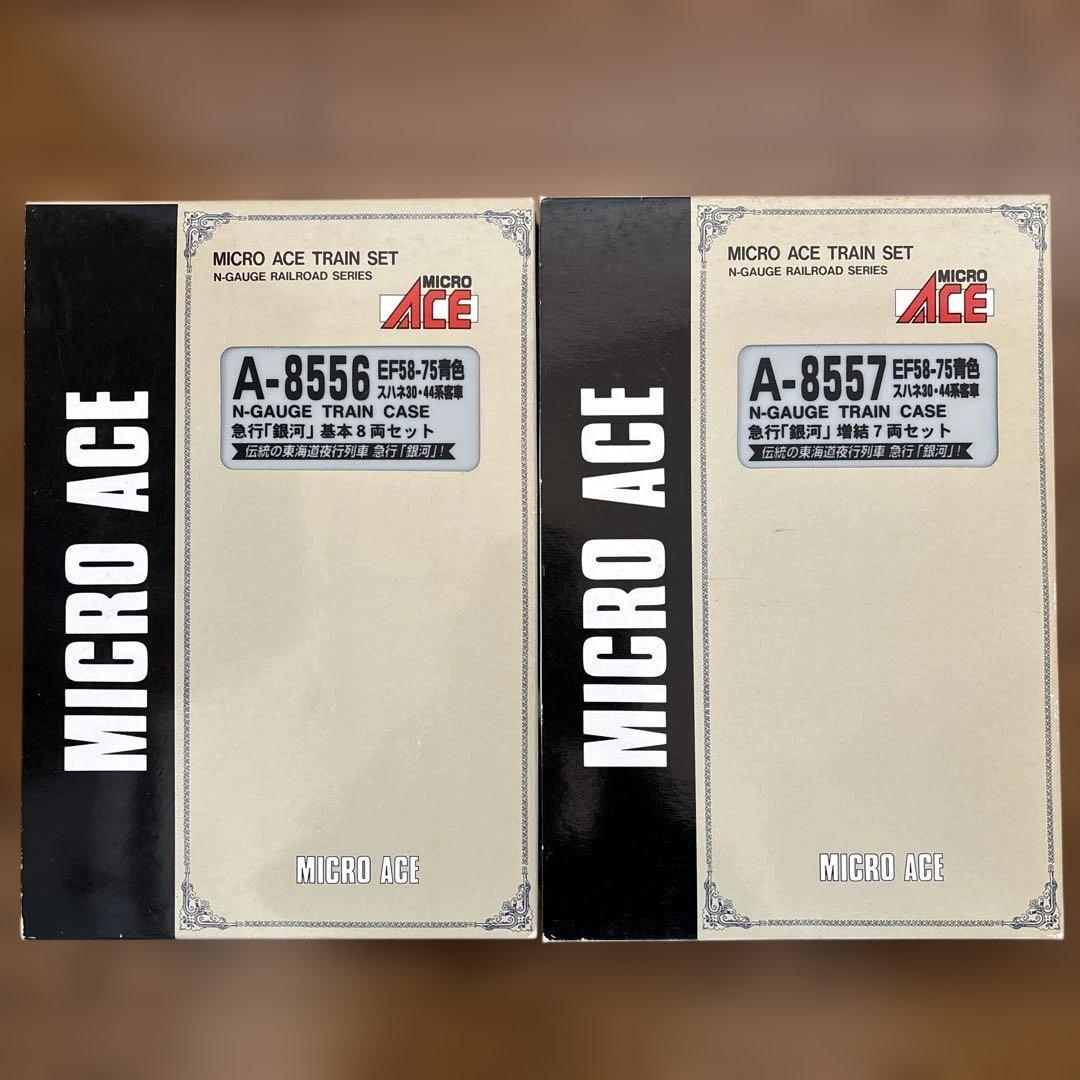 MICRO ACE
MICRO ACE TRAIN SET
N-GAUGE RAILROAD SERIES
MICRO
ACE
A-8556 EF58-75青色
スハネ30・44系客車
N-GAUGE TRAIN CASE
急行「銀河」基本8両セット
伝統の東海道夜行列車 急行「銀河」!
MICRO ACE
MICRO ACE
MICRO ACE TRAIN SET
N-GAUGE RAILROAD SERIES
MICRO
ACE
A-8557 EF58-75青色
スハネ30・44系客車
N-GAUGE TRAIN CASE
急行「銀河」増結7両セット
伝統の東海道夜行列車 急行「銀河」!
MICRO ACE